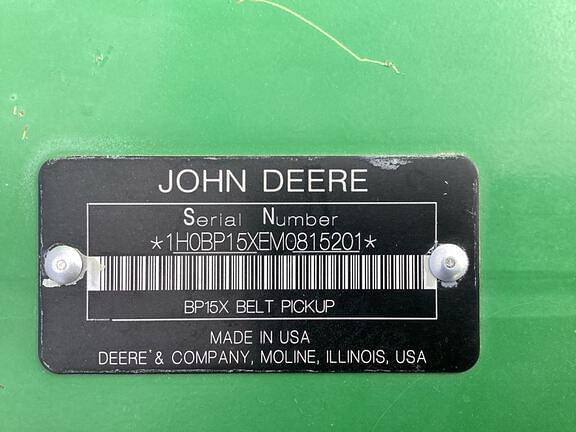 JOHN DEERE
Serial Number
*1H0BP15XEM0815201*
BP15X BELT PICKUP
MADE IN USA
DEERE & COMPANY, MOLINE, ILLINOIS, USA